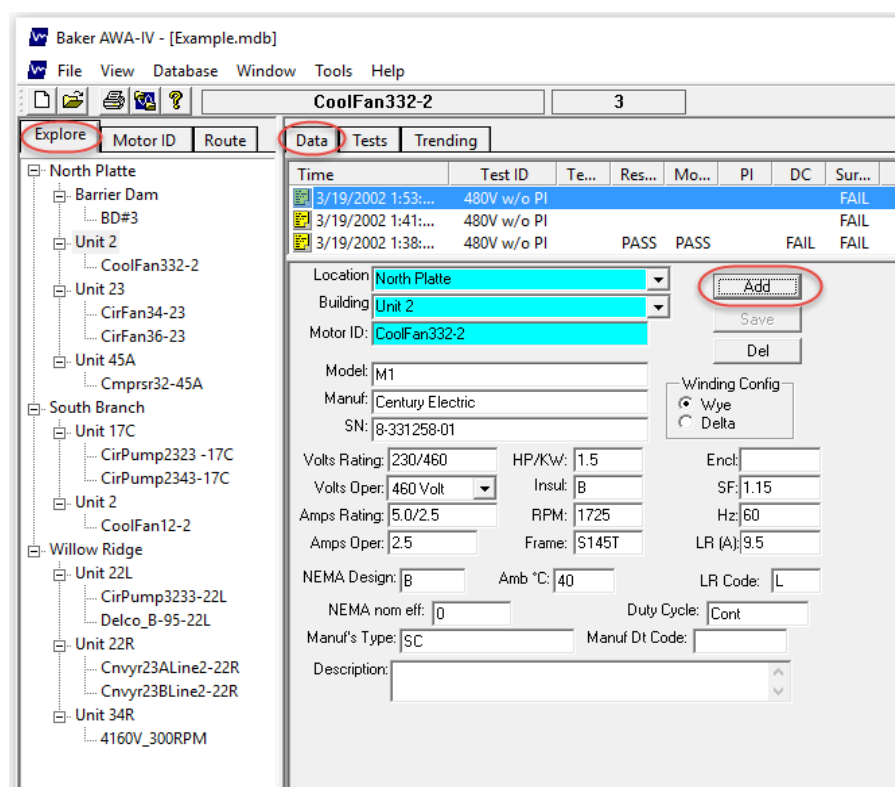 Baker AWA-IV - [Example.mdb]
File View Database Window Tools Help
CoolFan332-2 3
Explore Motor ID Route
North Platte
Barrier Dam
BD#3
Unit 2
CoolFan332-2
Unit 23
CirFan34-23
CirFan36-23
Unit 45A
Cmprsr32-45A
South Branch
Unit 17C
CirPump2323 -17C
CirPump2343-17C
Unit 2
CoolFan12-2
Willow Ridge
Unit 22L
CirPump3233-22L
Delco_B-95-22L
Unit 22R
Cnvyr23ALine2-22R
Cnvyr23BLine2-22R
Unit 34R
4160V_300RPM
Data Tests Trending
Time Test ID Te... Res... Mo... PI DC Sur...
3/19/2002 1:53:... 480V w/o PI FAIL
3/19/2002 1:41:... 480V w/o PI FAIL
3/19/2002 1:38:... 480V w/o PI PASS PASS FAIL FAIL
Location North Platte Add
Building Unit 2 Save
Motor ID: CoolFan332-2
Del
Model: M1
Winding Config
Manuf: Century Electric Wye
SN: 8-331258-01 Delta
Volts Rating: 230/460 HP/KW: 1.5 Encl:
Volts Oper: 460 Volt Insul: B SF: 1.15
Amps Rating: 5.0/2.5 RPM: 1725 Hz: 60
Amps Oper: 2.5 Frame: S145T LR (A): 9.5
NEMA Design: B Amb °C: 40 LR Code: L
NEMA nom eff: 0 Duty Cycle: Cont
Manuf's Type: SC Manuf Dt Code:
Description: